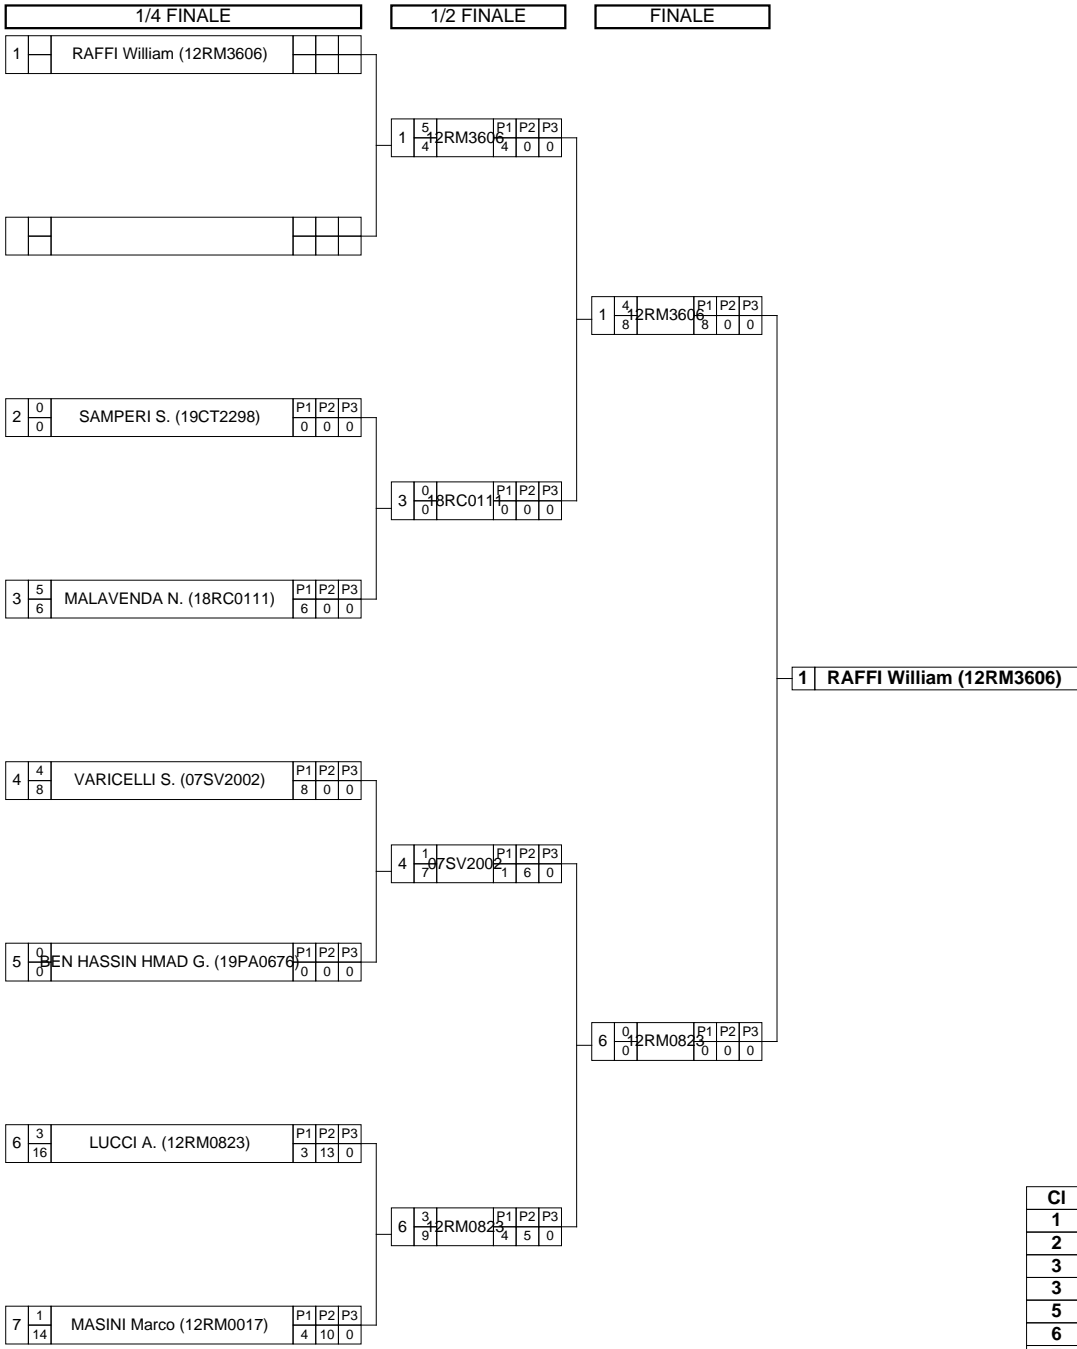 1/4 FINALE 1/2 FINALE FINALE
1 RAFFI William (12RM3606)
1 5 4 12RM3606 P1 P2 P3 4 0 0
1 4 8 12RM3606 P1 P2 P3 8 0 0
2 0 0 SAMPERI S. (19CT2298) P1 P2 P3 0 0 0
3 0 0 18RC0111 P1 P2 P3 0 0 0
3 5 6 MALAVENDA N. (18RC0111) P1 P2 P3 6 0 0
1 RAFFI William (12RM3606)
4 4 8 VARICELLI S. (07SV2002) P1 P2 P3 8 0 0
4 1 7 07SV2002 P1 P2 P3 1 6 0
5 0 0 BEN HASSIN HMAD G. (19PA0676) P1 P2 P3 0 0 0
6 0 0 12RM0823 P1 P2 P3 0 0 0
6 3 16 LUCCI A. (12RM0823) P1 P2 P3 3 13 0
6 3 9 12RM0823 P1 P2 P3 4 5 0
7 1 14 MASINI Marco (12RM0017) P1 P2 P3 4 10 0
Cl
1
2
3
3
5
6